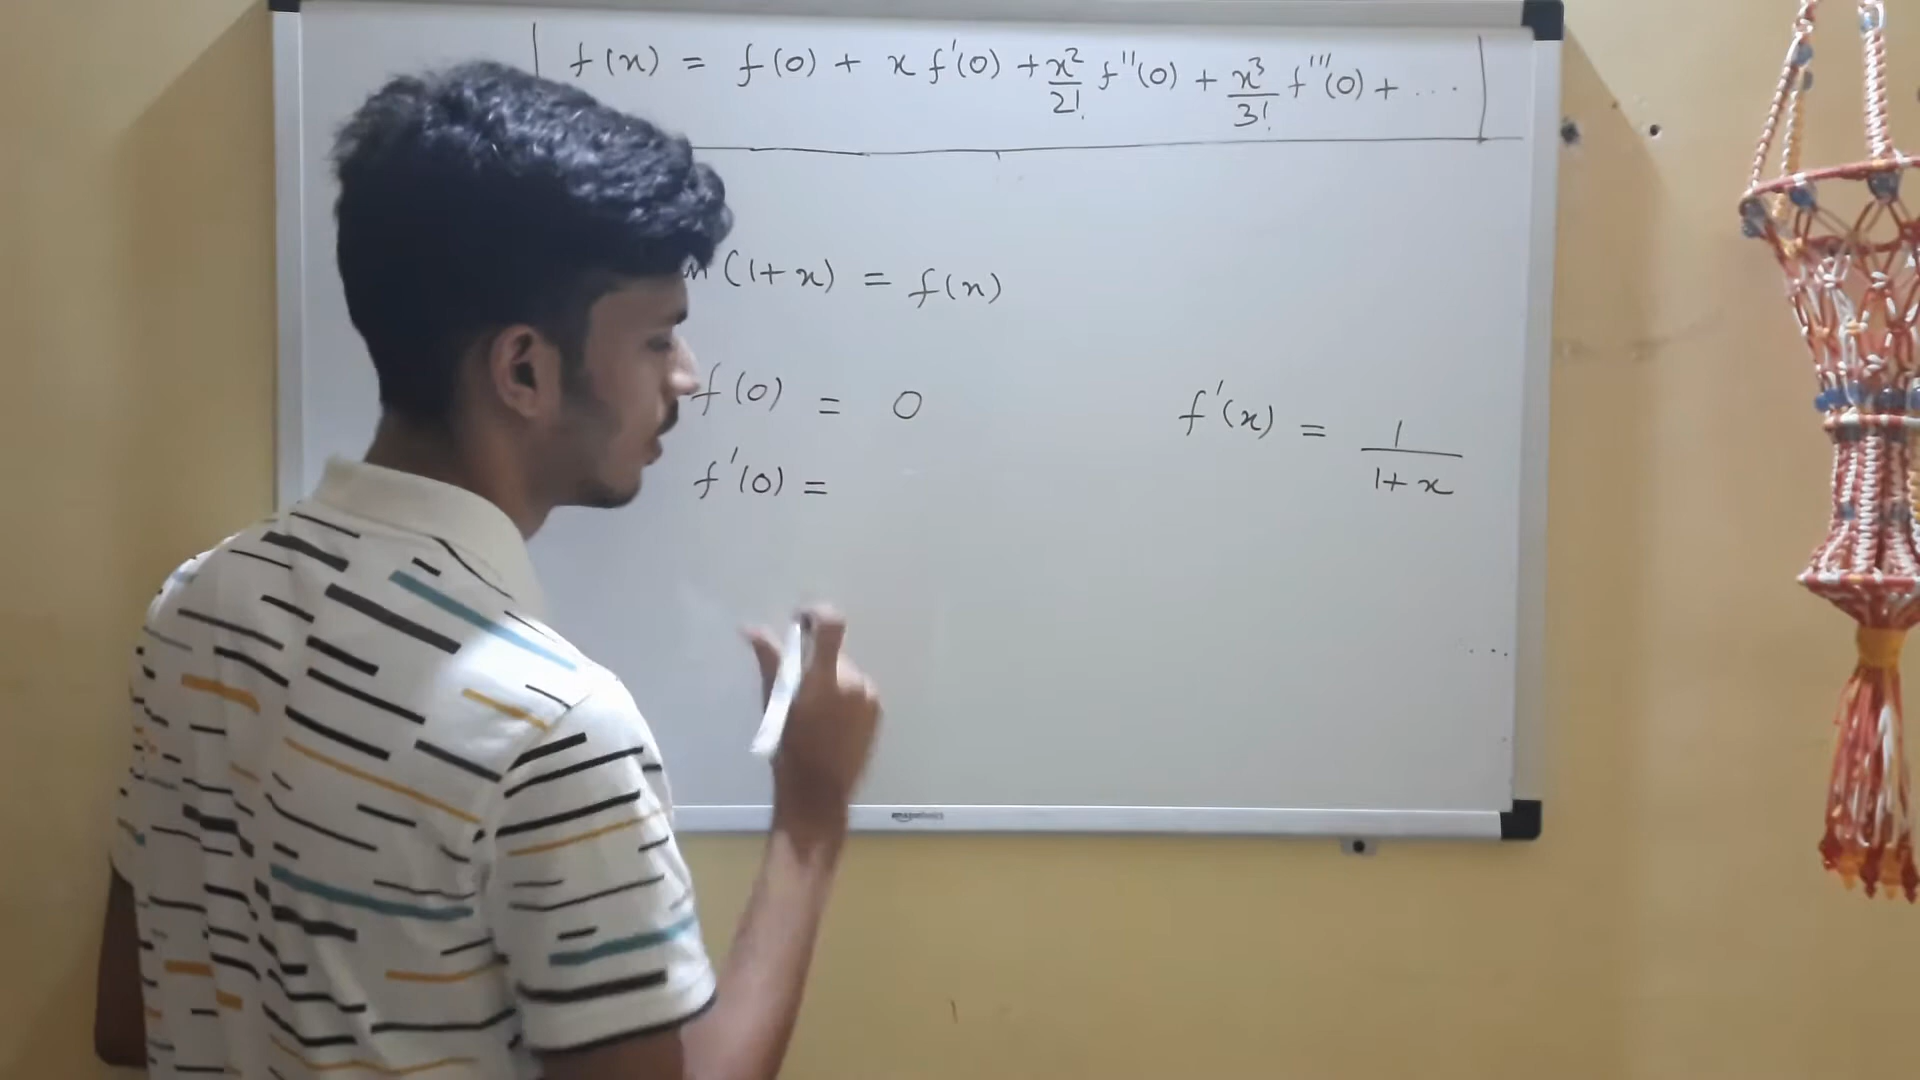 f(x) = f(0) + x f'(0) + x²/2! f''(0) + x³/3! f'''(0) + ...
(1+x) = f(x)
f(0) = 0
f'(x) = 1/(1+x)
f'(0) =